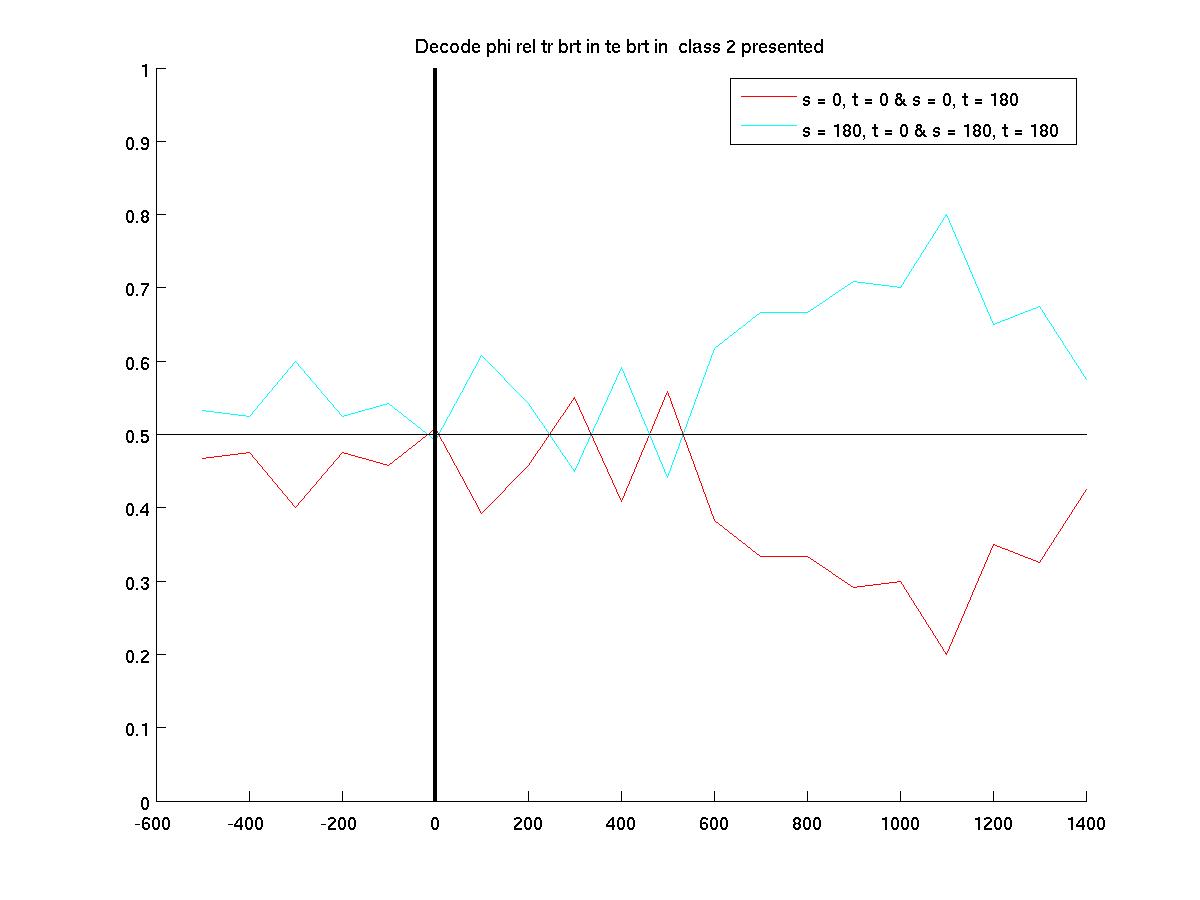 Decode phi rel tr brt in te brt in  class 2 presented
s = 0, t = 0 & s = 0, t = 180
s = 180, t = 0 & s = 180, t = 180
1
0.9
0.8
0.7
0.6
0.5
0.4
0.3
0.2
0.1
0
-600 -400 -200 0 200 400 600 800 1000 1200 1400